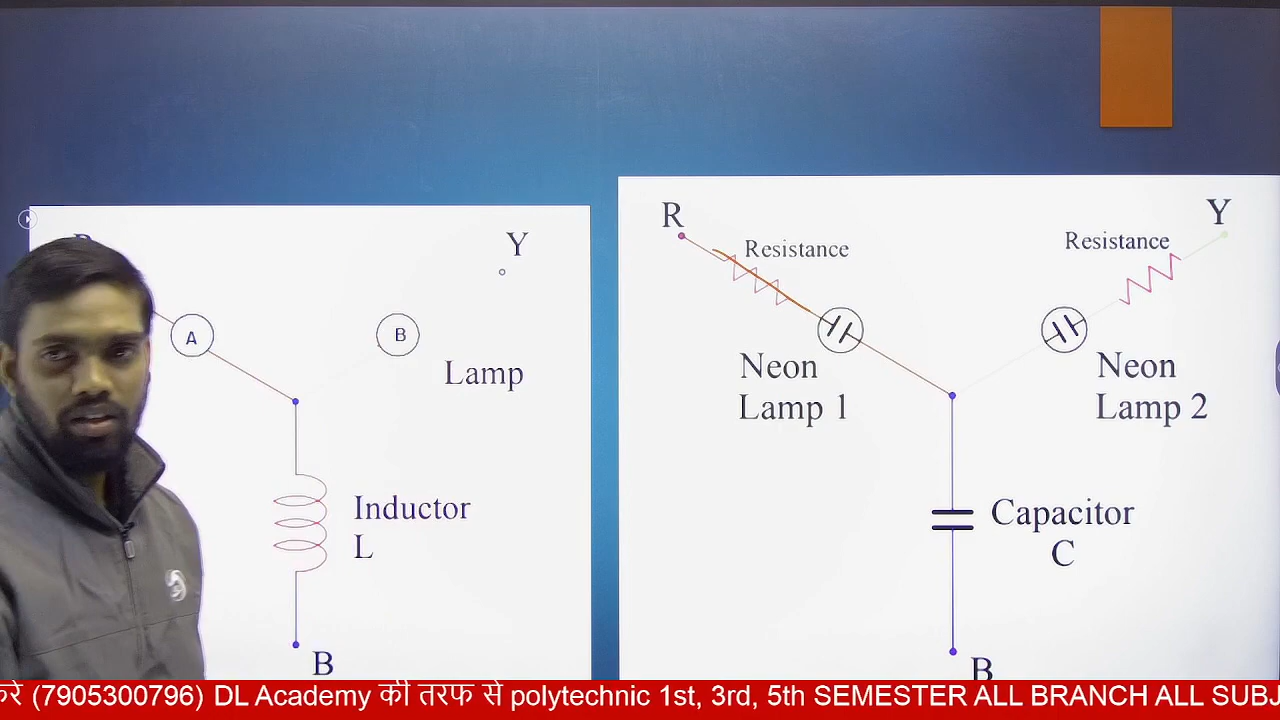 R
Y
A
B
Lamp
Inductor
L
B
R
Y
Resistance
Resistance
Neon
Lamp 1
Neon
Lamp 2
Capacitor
C
B
करें (7905300796) DL Academy की तरफ से polytechnic 1st, 3rd, 5th SEMESTER ALL BRANCH ALL